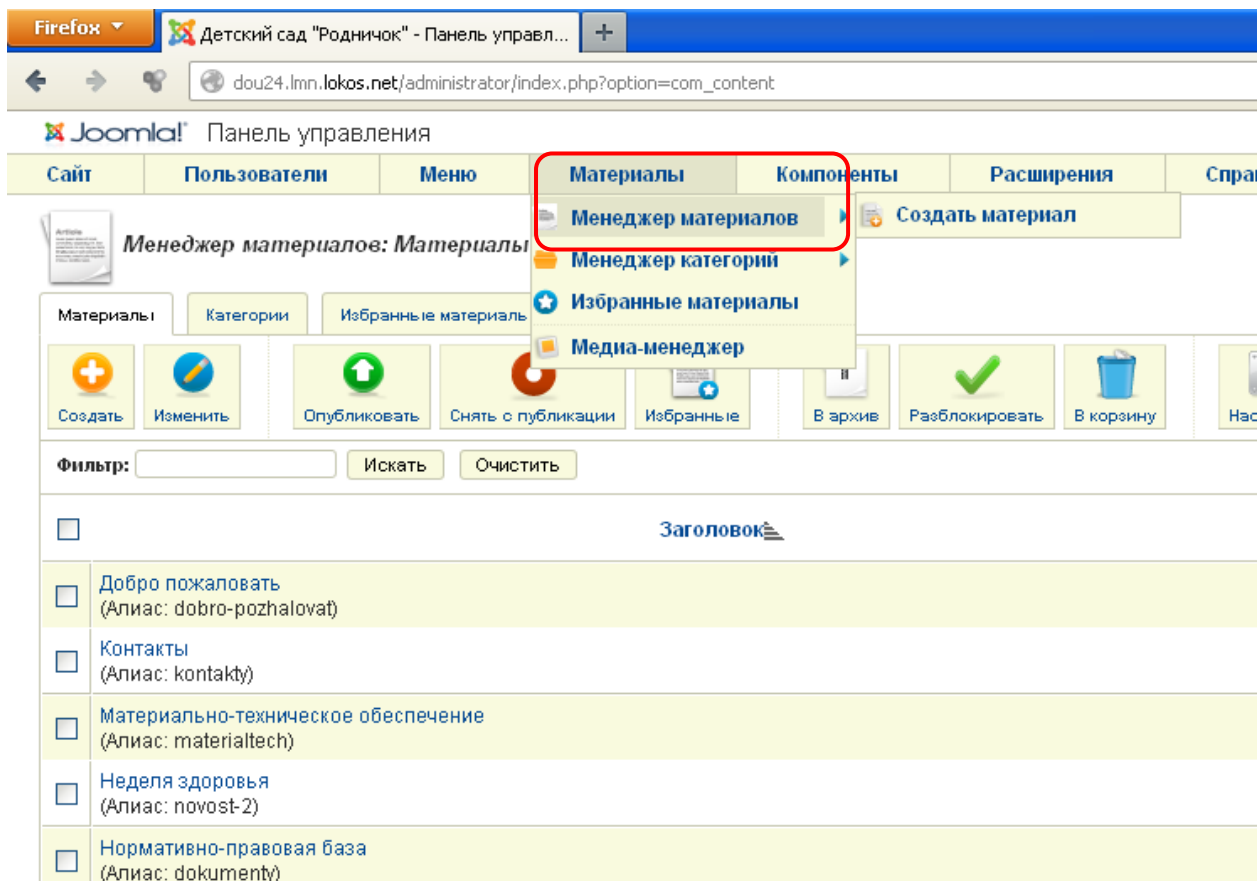 Firefox
Детский сад "Родничок" - Панель управл...
dou24.lmn.lokos.net/administrator/index.php?option=com_content
Joomla! Панель управления
Сайт Пользователи Меню Материалы Компоненты Расширения Спра
Менеджер материалов Создать материал
Менеджер материалов: Материалы
Менеджер категорий
Избранные материалы
Материалы Категории Избранные материалы
Медиа-менеджер
Создать Изменить Опубликовать Снять с публикации Избранные В архив Разблокировать В корзину Нас
Фильтр: Искать Очистить
Заголовок
Добро пожаловать
(Алиас: dobro-pozhalovat)
Контакты
(Алиас: kontakty)
Материально-техническое обеспечение
(Алиас: materialtech)
Неделя здоровья
(Алиас: novost-2)
Нормативно-правовая база
(Алиас: dokumenty)